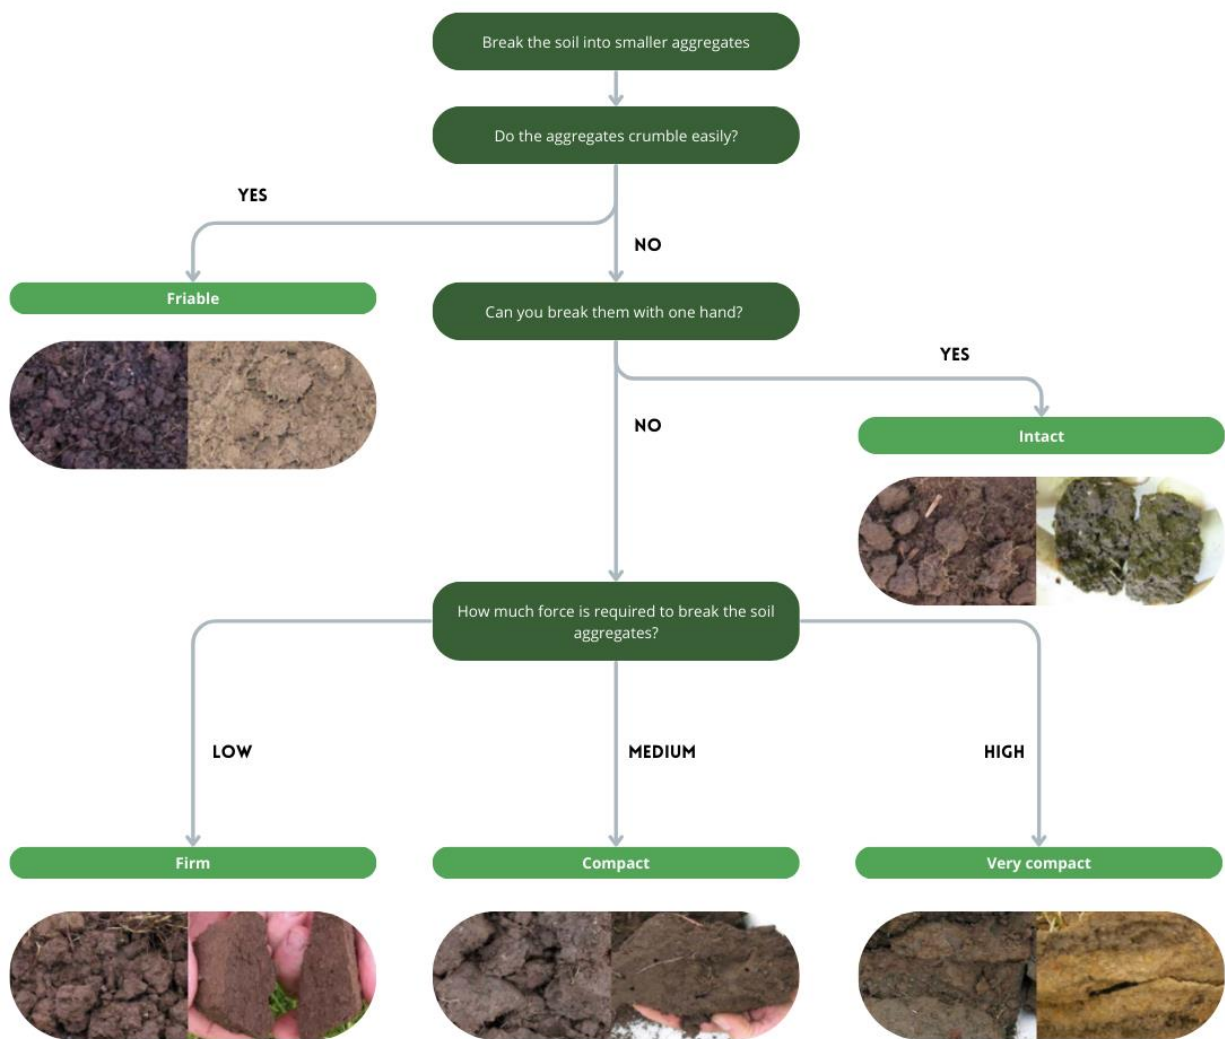 Break the soil into smaller aggregates
Do the aggregates crumble easily?
YES
NO
Friable
Can you break them with one hand?
YES
NO
Intact
How much force is required to break the soil
aggregates?
LOW
MEDIUM
HIGH
Firm
Compact
Very compact